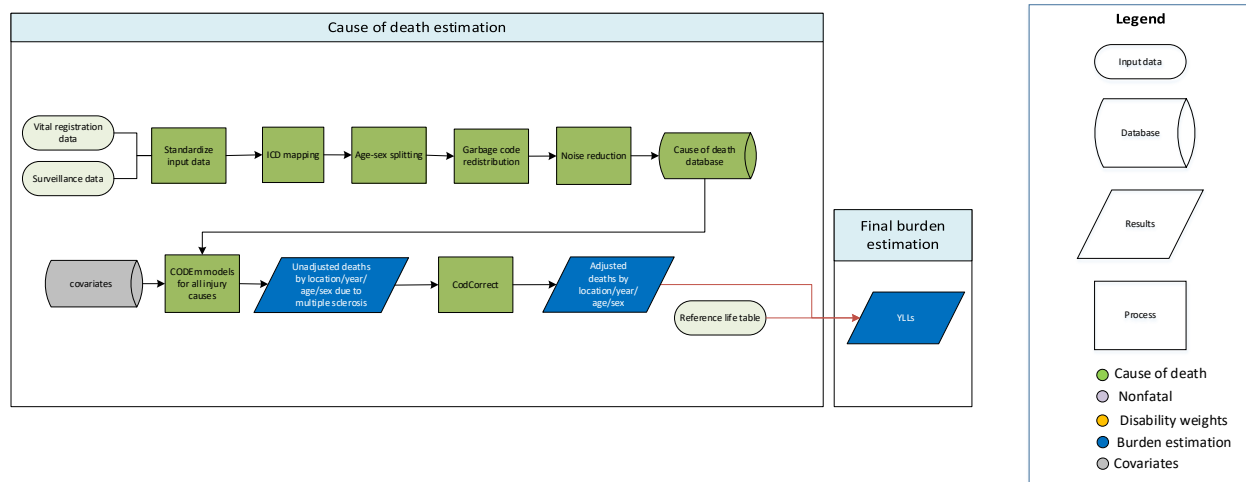 Cause of death estimation
Vital registration
data
Surveillance data
Standardize
input data
ICD mapping
Age-sex splitting
Garbage code
redistribution
Noise reduction
Cause of death
database
covariates
CODEm models
for all injury
causes
Unadjusted deaths
by location/year/
age/sex due to
multiple sclerosis
CodCorrect
Adjusted
deaths by
location/year/
age/sex
Reference life table
Final burden
estimation
YLLs
Legend
Input data
Database
Results
Process
Cause of death
Nonfatal
Disability weights
Burden estimation
Covariates